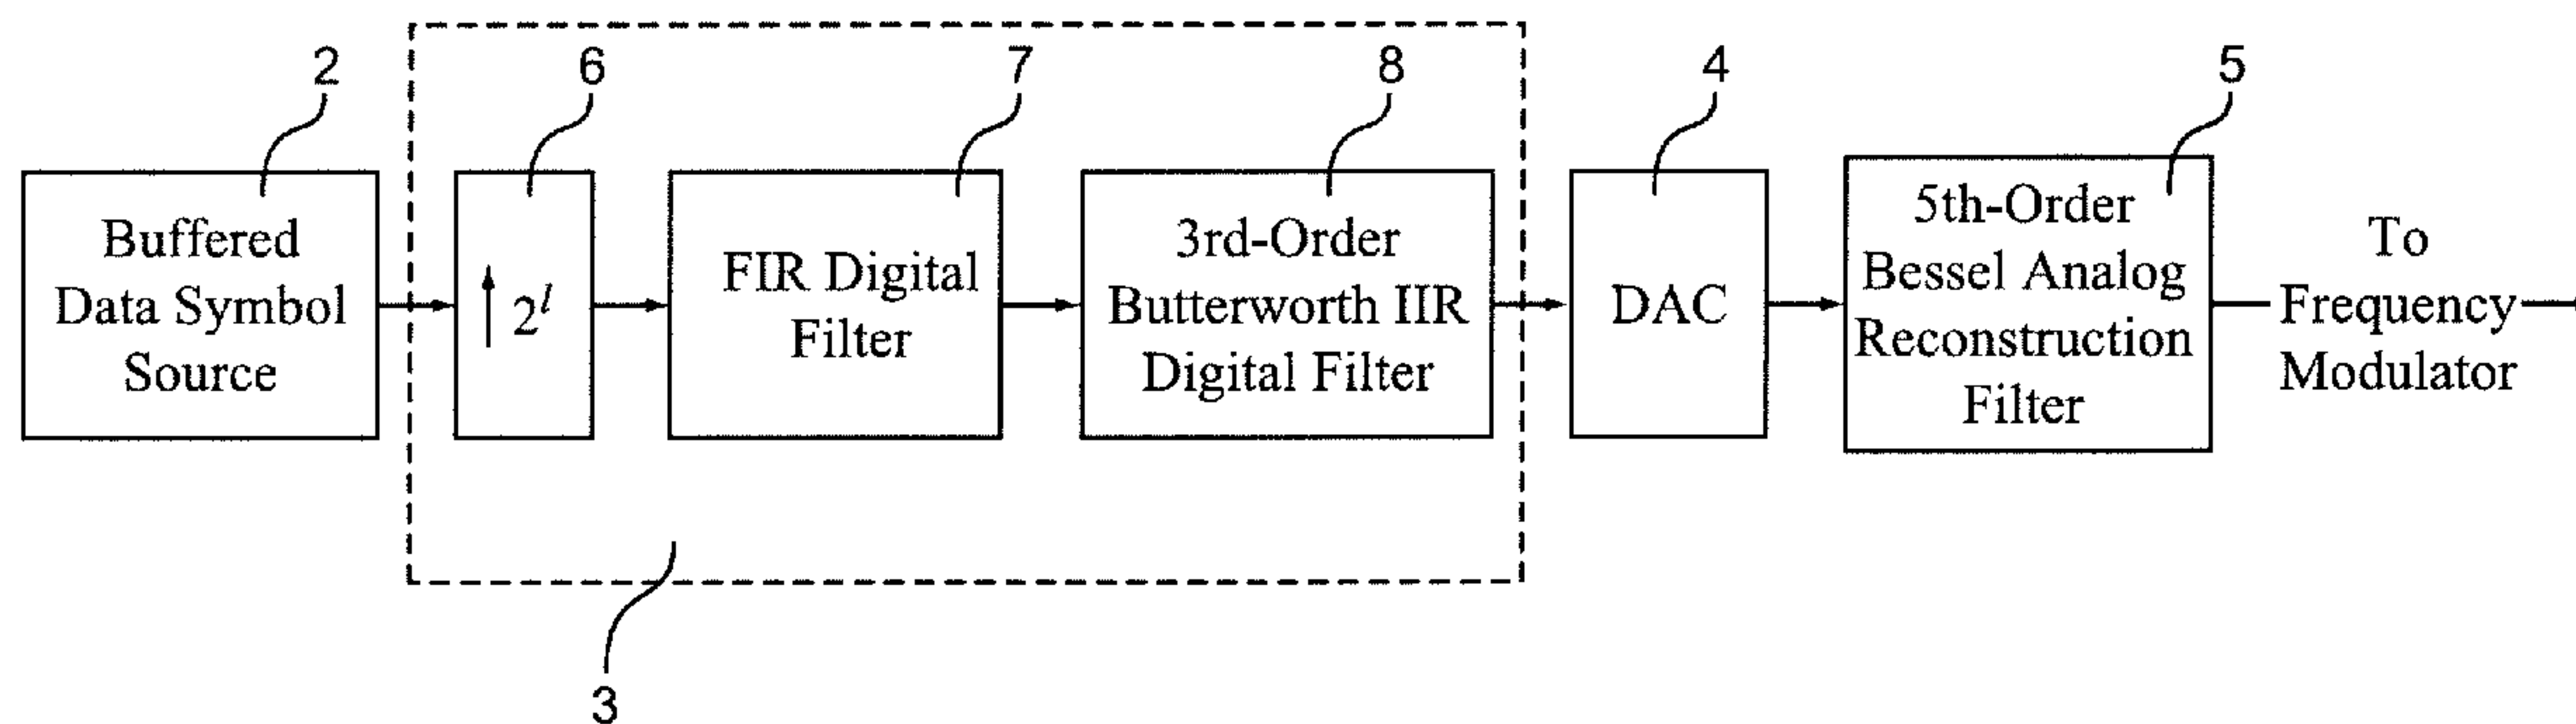 2
6
7
8
4
5
Buffered
Data Symbol
Source
↑ 2^l
FIR Digital
Filter
3rd-Order
Butterworth IIR
Digital Filter
DAC
5th-Order
Bessel Analog
Reconstruction
Filter
To
Frequency
Modulator
3